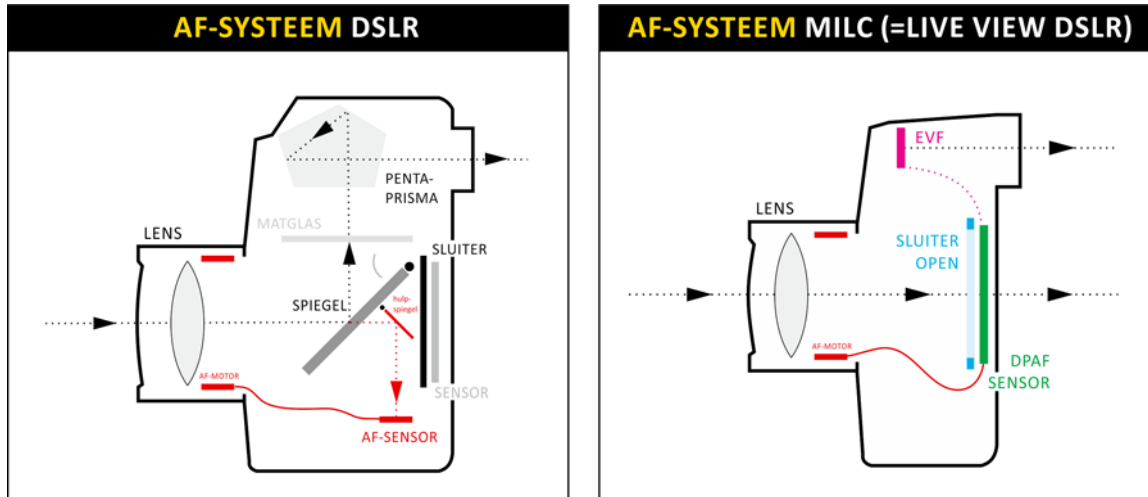 AF-SYSTEEM DSLR
PENTA-
PRISMA
MATGLAS
LENS
SLUITER
SPIEGEL
hulp-
spiegel
AF-MOTOR
SENSOR
AF-SENSOR
AF-SYSTEEM MILC (=LIVE VIEW DSLR)
EVF
LENS
SLUITER
OPEN
AF-MOTOR
DPAF
SENSOR